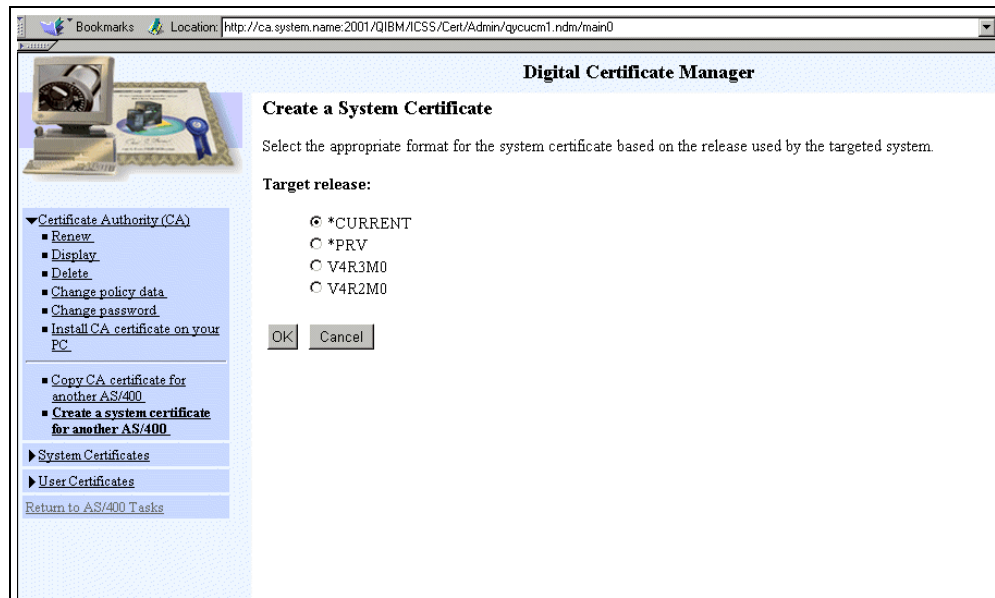 Bookmarks Location: http://ca.system.name:2001/QIBM/ICSS/Cert/Admin/qycucm1.ndm/main0
Digital Certificate Manager
Create a System Certificate
Select the appropriate format for the system certificate based on the release used by the targeted system.
Target release:
*CURRENT
*PRV
V4R3M0
V4R2M0
OK Cancel
Certificate Authority (CA)
Renew
Display
Delete
Change policy data
Change password
Install CA certificate on your
PC
Copy CA certificate for
another AS/400
Create a system certificate
for another AS/400
System Certificates
User Certificates
Return to AS/400 Tasks